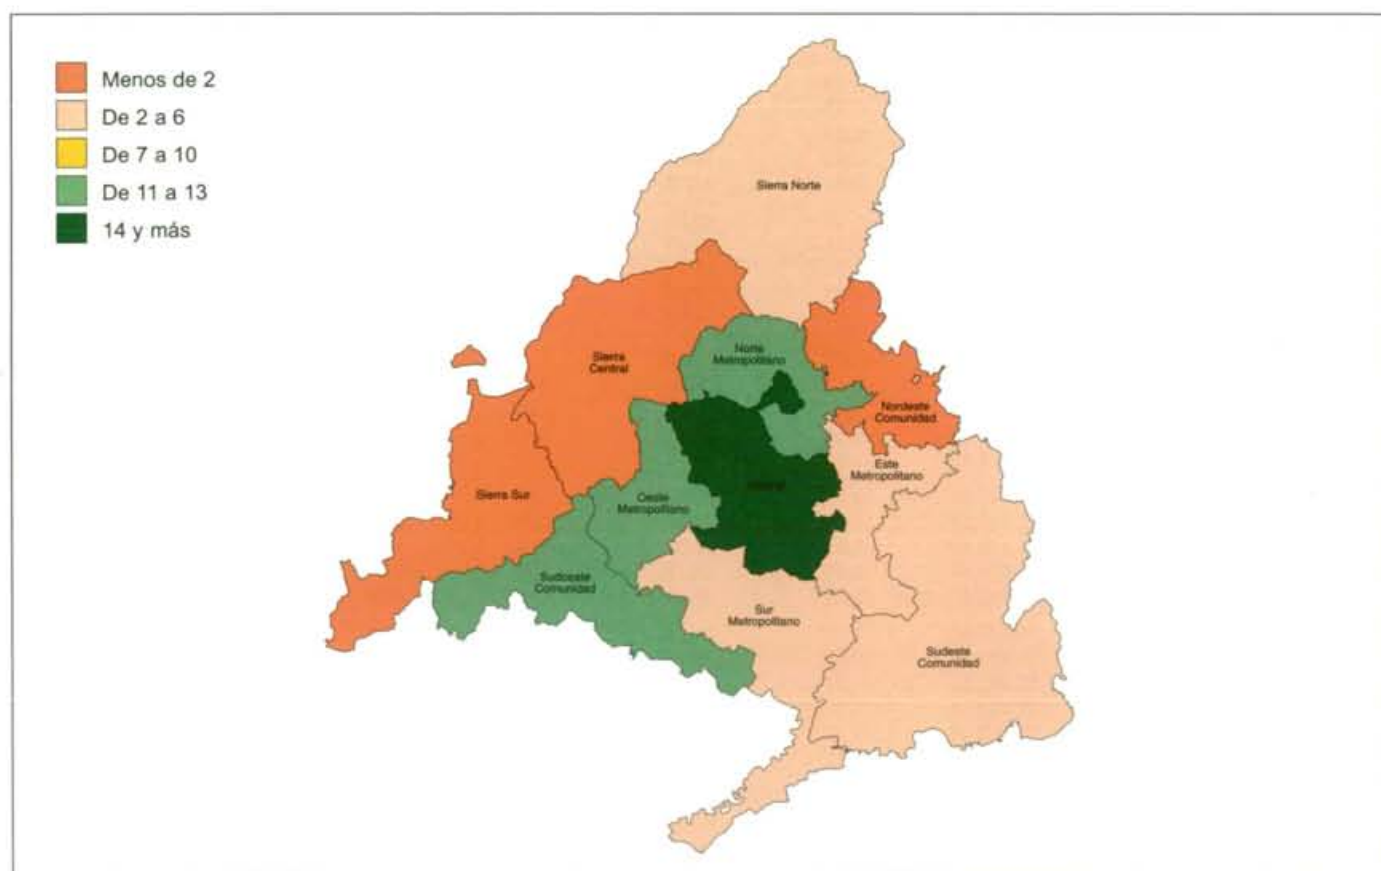 Menos de 2
De 2 a 6
De 7 a 10
De 11 a 13
14 y más
Sierra Norte
Norte
Metropolitano
Sierra
Central
Nordeste
Comunidad
Este
Metropolitano
Sierra Sur
Oeste
Metropolitano
Sudoeste
Comunidad
Sur
Metropolitano
Sudeste
Comunidad